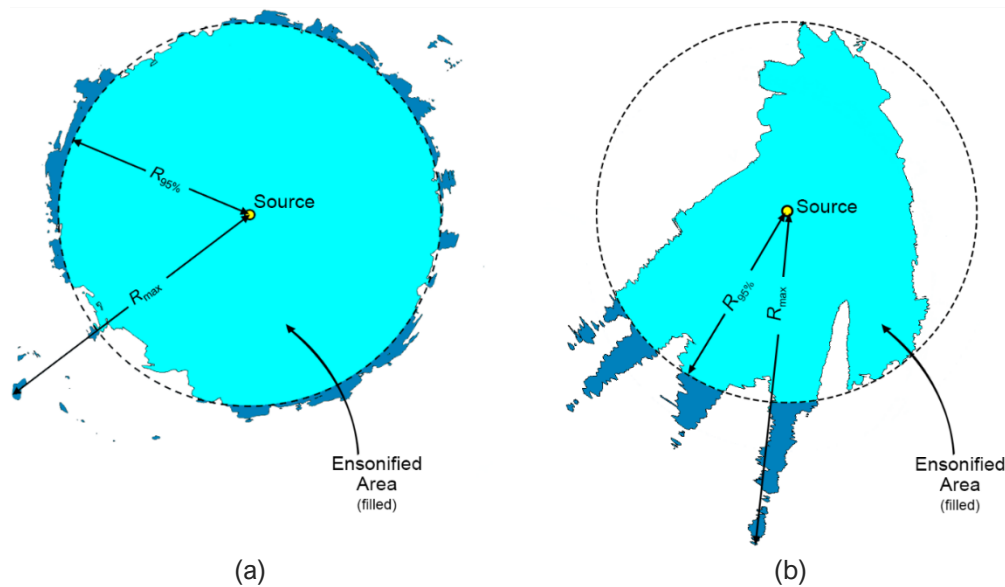 R95%
Source
Rmax
Ensonified
Area
(filled)
(a)
Source
R95%
Rmax
Ensonified
Area
(filled)
(b)